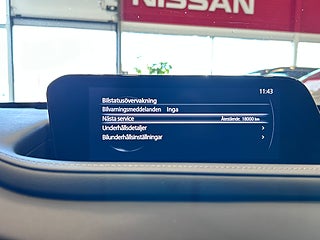 NISSAN
11:43
Bilstatusövervakning
Bilvarningsmeddelanden Inga
Nästa service Återstående: 18000 km
Underhållsdetaljer >
Bilunderhållsinställningar >